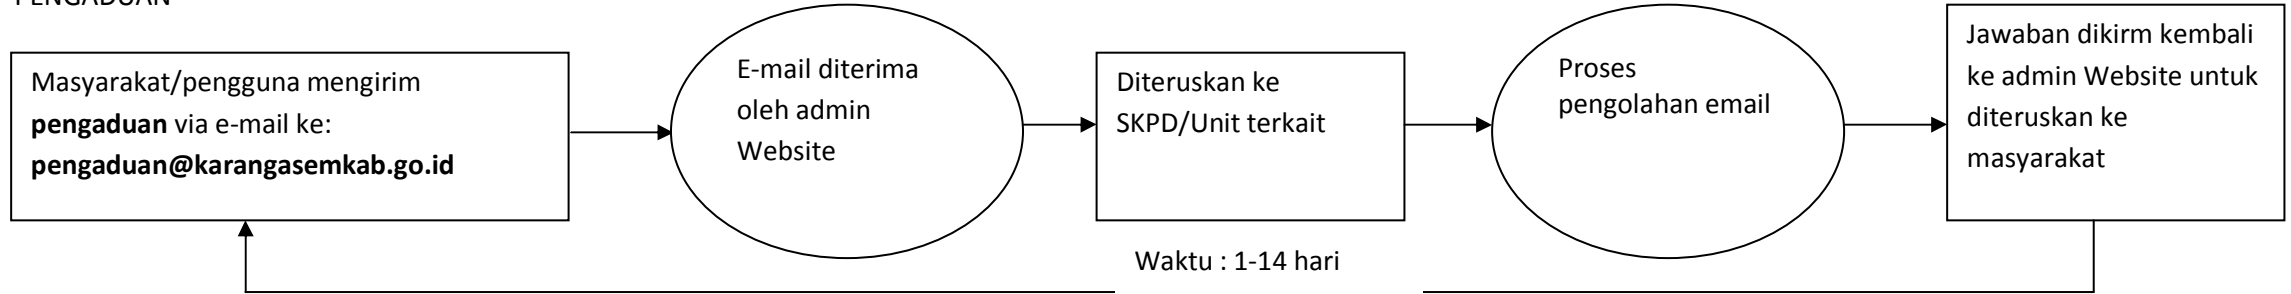 PENGADUAN
Masyarakat/pengguna mengirim
pengaduan via e-mail ke:
pengaduan@karangasemkab.go.id
E-mail diterima
oleh admin
Website
Diteruskan ke
SKPD/Unit terkait
Proses
pengolahan email
Jawaban dikirm kembali
ke admin Website untuk
diteruskan ke
masyarakat
Waktu : 1-14 hari